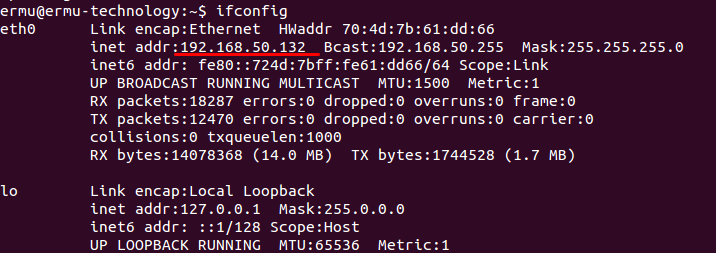 ermu@ermu-technology:~$ ifconfig
eth0      Link encap:Ethernet  HWaddr 70:4d:7b:61:dd:66
          inet addr:192.168.50.132  Bcast:192.168.50.255  Mask:255.255.255.0
          inet6 addr: fe80::724d:7bff:fe61:dd66/64 Scope:Link
          UP BROADCAST RUNNING MULTICAST  MTU:1500  Metric:1
          RX packets:18287 errors:0 dropped:0 overruns:0 frame:0
          TX packets:12470 errors:0 dropped:0 overruns:0 carrier:0
          collisions:0 txqueuelen:1000
          RX bytes:14078368 (14.0 MB)  TX bytes:1744528 (1.7 MB)
lo        Link encap:Local Loopback
          inet addr:127.0.0.1  Mask:255.0.0.0
          inet6 addr: ::1/128 Scope:Host
          UP LOOPBACK RUNNING  MTU:65536  Metric:1